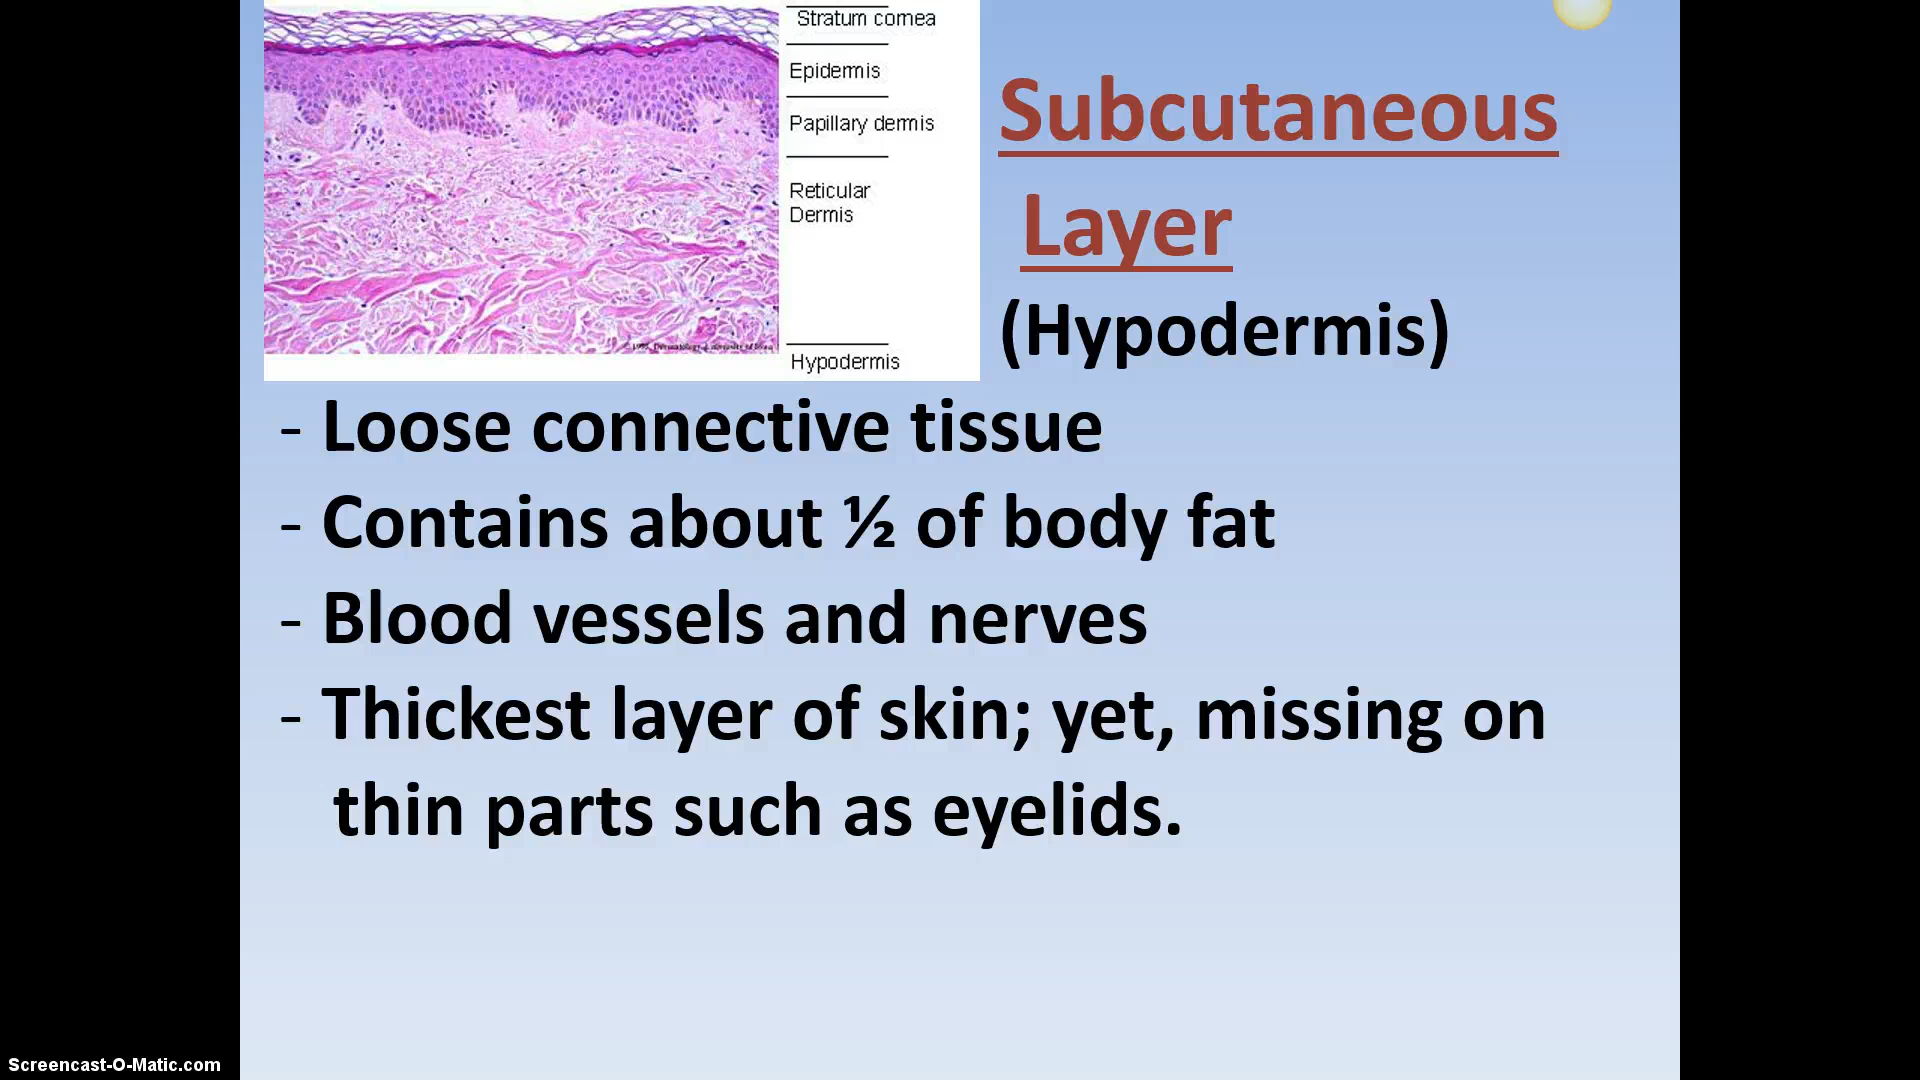 Stratum cornea
Epidermis
Papillary dermis
Reticular
Dermis
Hypodermis
Subcutaneous
Layer
(Hypodermis)
- Loose connective tissue
- Contains about ½ of body fat
- Blood vessels and nerves
- Thickest layer of skin; yet, missing on
thin parts such as eyelids.
Screencast-O-Matic.com